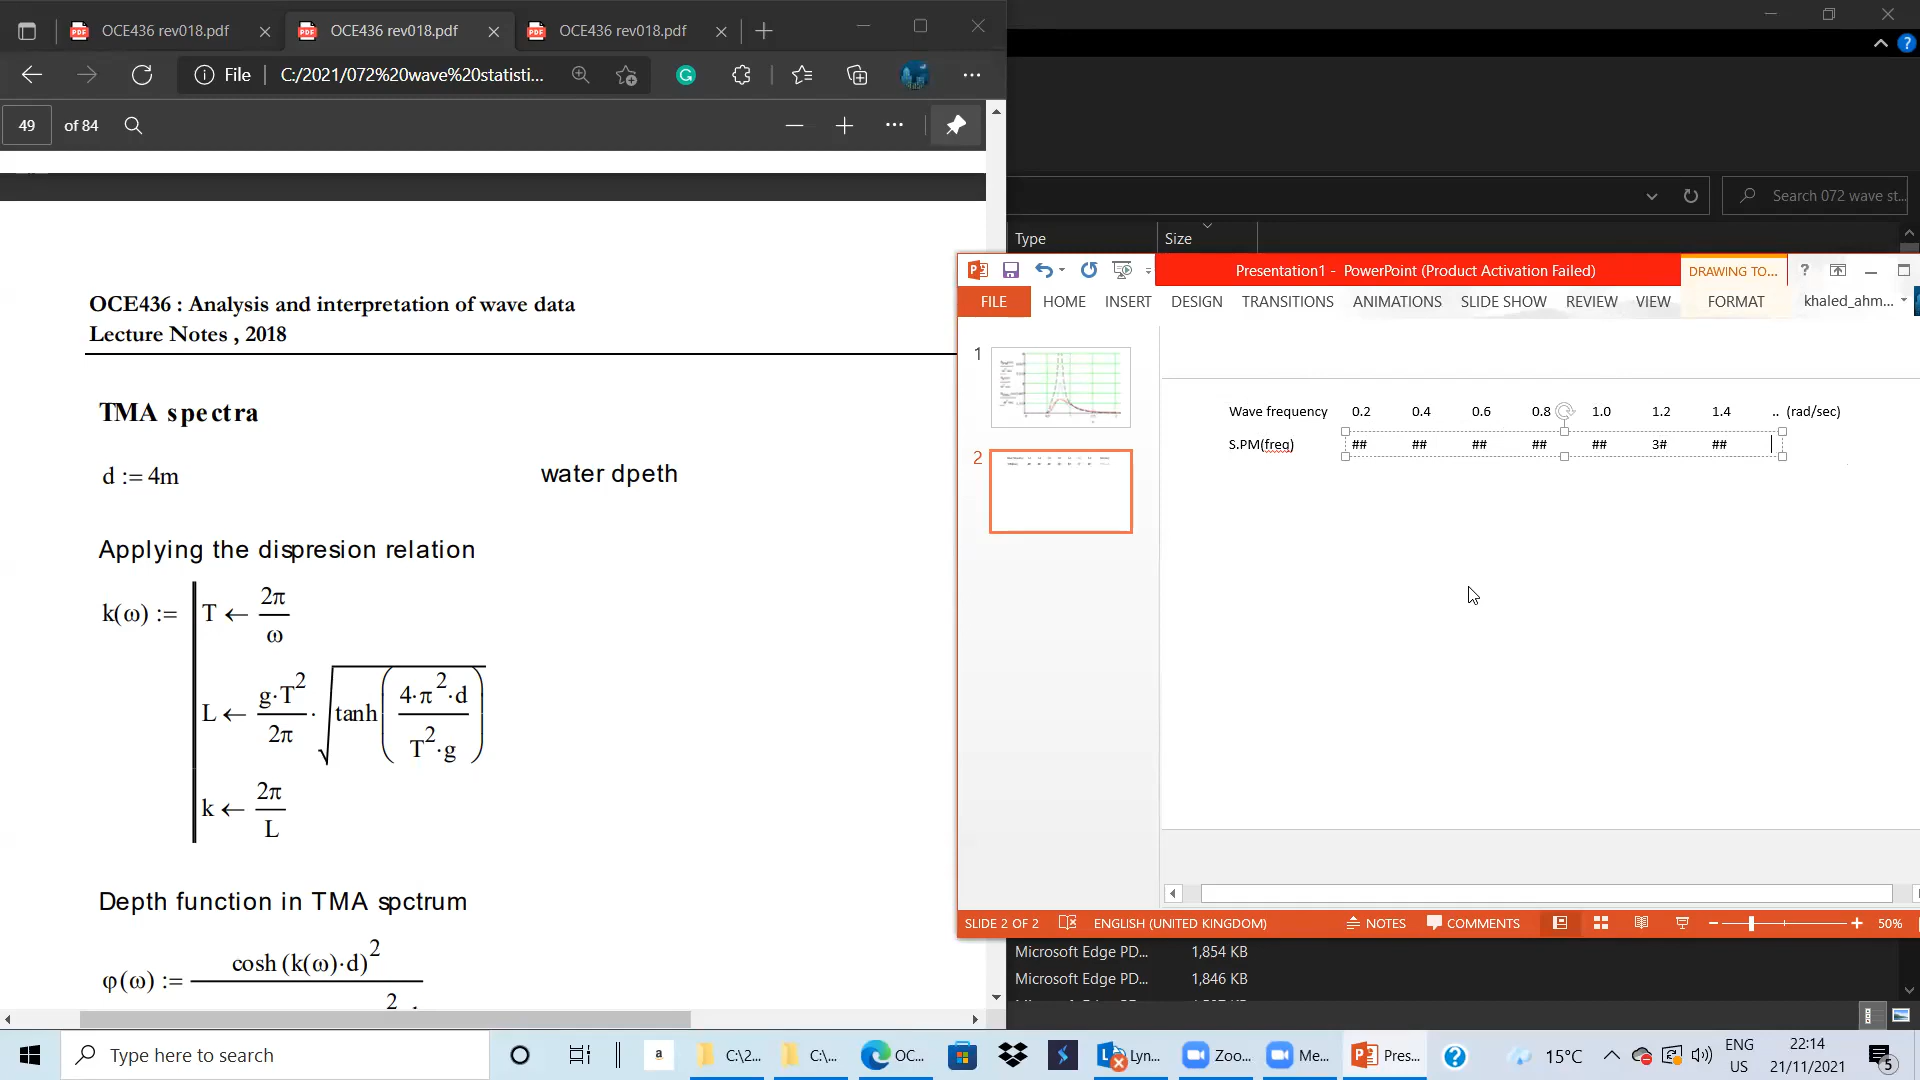 OCE436 rev018.pdf
OCE436 rev018.pdf
OCE436 rev018.pdf
File
C:/2021/072%20wave%20statisti...
49
of 84
OCE436 : Analysis and interpretation of wave data
Lecture Notes , 2018
TMA spectra
d := 4m
water dpeth
Applying the dispresion relation
k(ω) :=
T ← 2π
ω
L ← g·T²
2π
·
tanh
4·π²·d
T²·g
k ← 2π
L
Depth function in TMA spctrum
φ(ω) := cosh (k(ω)·d)²
2
Search 072 wave st...
Type
Size
Presentation1 - PowerPoint (Product Activation Failed)
DRAWING TO...
?
FILE
HOME
INSERT
DESIGN
TRANSITIONS
ANIMATIONS
SLIDE SHOW
REVIEW
VIEW
FORMAT
khaled_ahm...
1
2
Wave frequency 0.2 0.4 0.6 0.8 1.0 1.2 1.4 .. (rad/sec)
S.PM(freq) ## ## ## ## ## 3# ##
SLIDE 2 OF 2
ENGLISH (UNITED KINGDOM)
NOTES
COMMENTS
50%
Microsoft Edge PD... 1,854 KB
Microsoft Edge PD... 1,846 KB
Type here to search
a
C:\2...
C:\...
OC...
Lyn...
Zoo...
Me...
Pres...
15°C
ENG
US
22:14
21/11/2021
5